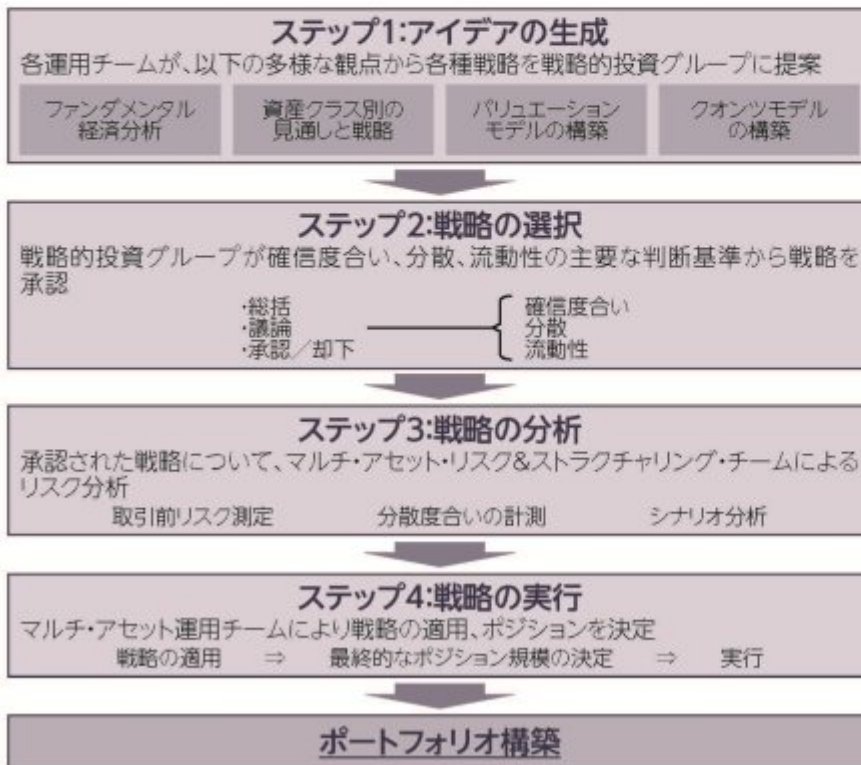 ステップ1:アイデアの生成
各運用チームが、以下の多様な観点から各種戦略を戦略的投資グループに提案
ファンダメンタル
経済分析
資産クラス別の
見通しと戦略
バリュエーション
モデルの構築
クオンツモデル
の構築
ステップ2:戦略の選択
戦略的投資グループが確信度合い、分散、流動性の主要な判断基準から戦略を
承認
・総括
・議論
・承認／却下
確信度合い
分散
流動性
ステップ3:戦略の分析
承認された戦略について、マルチ・アセット・リスク&ストラクチャリング・チームによる
リスク分析
取引前リスク測定 分散度合いの計測 シナリオ分析
ステップ4:戦略の実行
マルチ・アセット運用チームにより戦略の適用、ポジションを決定
戦略の適用 ⇒ 最終的なポジション規模の決定 ⇒ 実行
ポートフォリオ構築